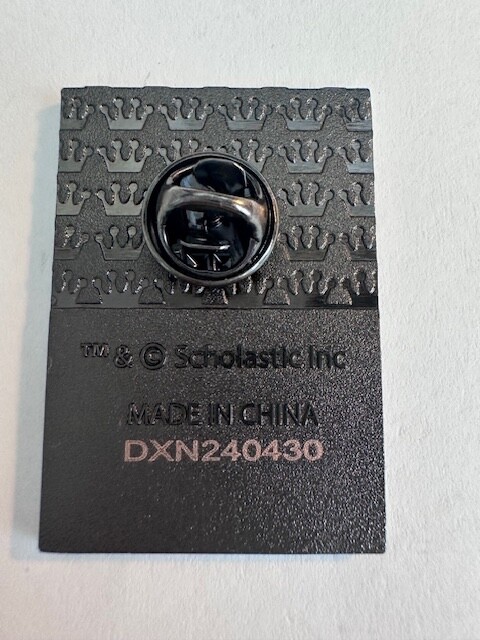 ™ & © Scholastic Inc
MADE IN CHINA
DXN240430